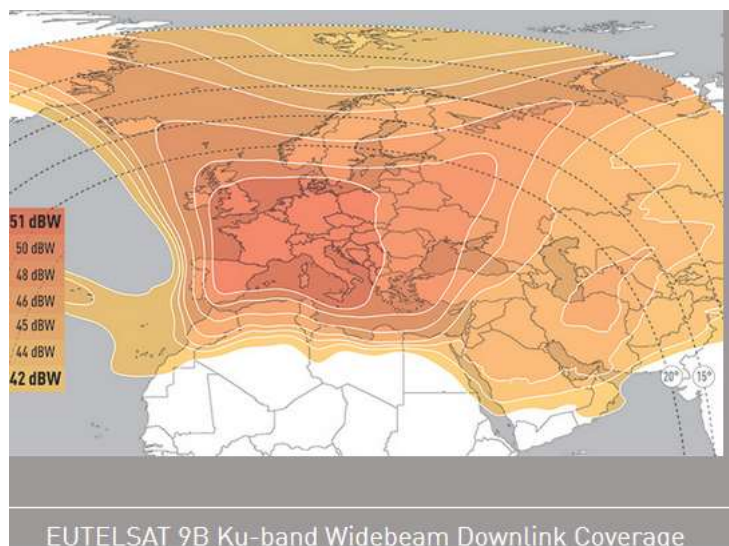 51 dBW
50 dBW
48 dBW
46 dBW
45 dBW
44 dBW
42 dBW
20° 15°
EUTELSAT 9B Ku-band Widebeam Downlink Coverage